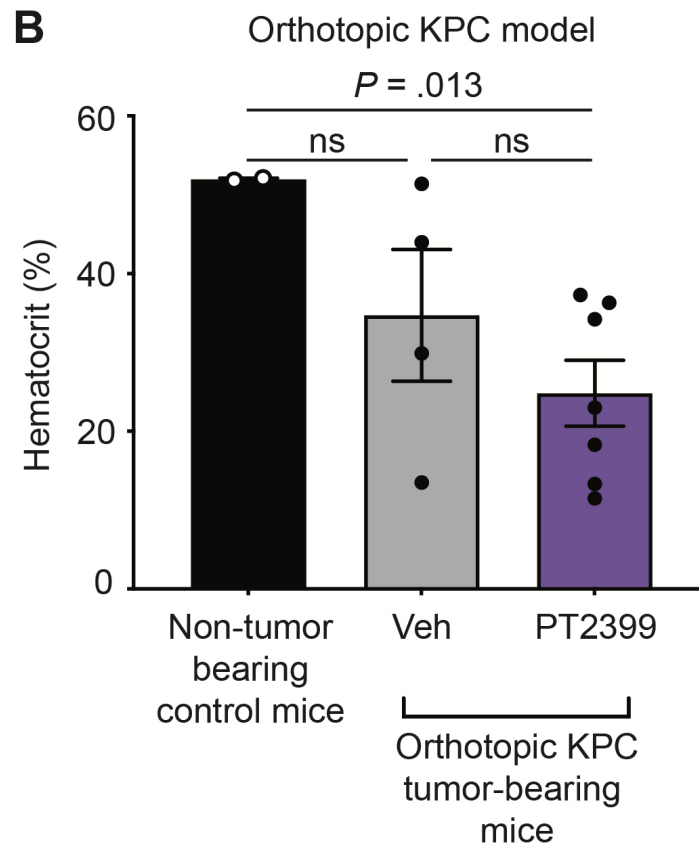 B
Orthotopic KPC model
P = .013
ns
ns
60
40
20
0
Hematocrit (%)
Non-tumor
bearing
control mice
Veh
PT2399
Orthotopic KPC
tumor-bearing
mice